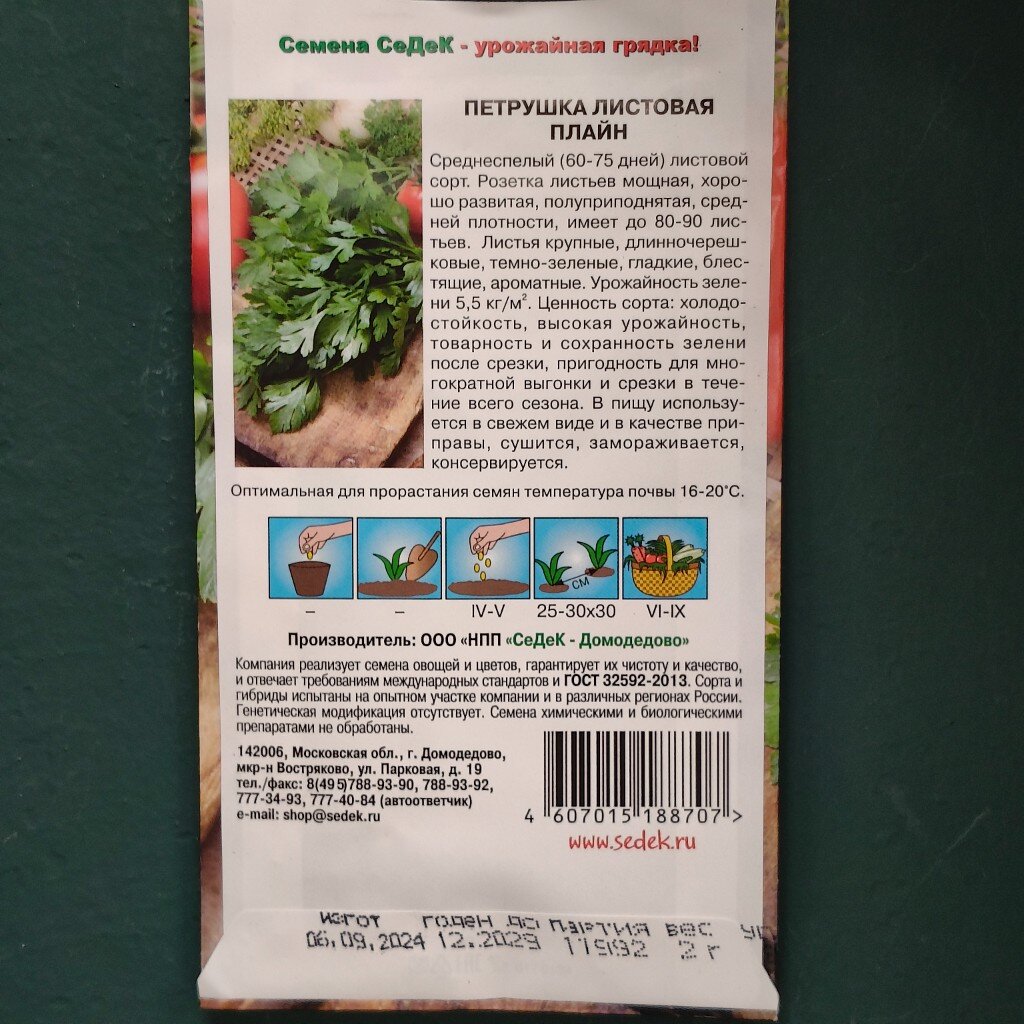 Семена СеДеК - урожайная грядка!
ПЕТРУШКА ЛИСТОВАЯ
ПЛАЙН
Среднеспелый (60-75 дней) листовой
сорт. Розетка листьев мощная, хоро-
шо развитая, полуприподнятая, сред-
ней плотности, имеет до 80-90 лис-
тьев. Листья крупные, длинночереш-
ковые, темно-зеленые, гладкие, блес-
тящие, ароматные. Урожайность зеле-
ни 5,5 кг/м². Ценность сорта: холодо-
стойкость, высокая урожайность,
товарность и сохранность зелени
после срезки, пригодность для мно-
гократной выгонки и срезки в тече-
ние всего сезона. В пищу использу-
ется в свежем виде и в качестве при-
правы, сушится, замораживается,
консервируется.
Оптимальная для прорастания семян температура почвы 16-20°С.
СМ
– – IV-V 25-30x30 VI-IX
Производитель: ООО «НПП «СеДеК - Домодедово»
Компания реализует семена овощей и цветов, гарантирует их чистоту и качество,
и отвечает требованиям международных стандартов и ГОСТ 32592-2013. Сорта и
гибриды испытаны на опытном участке компании и в различных регионах России.
Генетическая модификация отсутствует. Семена химическими и биологическими
препаратами не обработаны.
142006, Московская обл., г. Домодедово,
мкр-н Востряково, ул. Парковая, д. 19
тел./факс: 8(495)788-93-90, 788-93-92,
777-34-93, 777-40-84 (автоответчик)
e-mail: shop@sedek.ru
4 607015 188707 >
www.sedek.ru
изгот годен до партия вес
06.09.2024 12.2029 11992 2 г